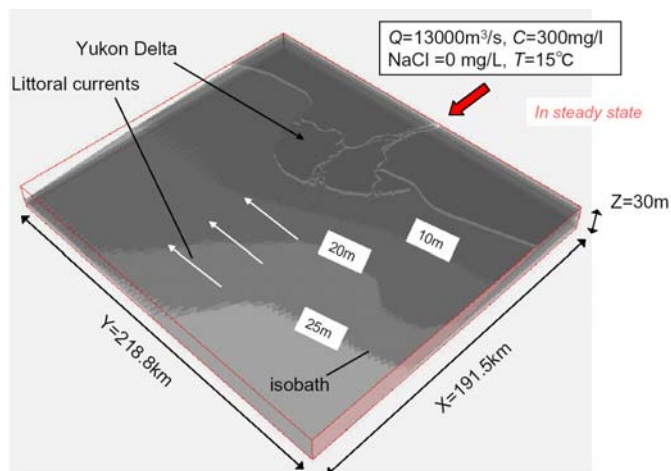 Yukon Delta
Littoral currents
Q=13000m³/s, C=300mg/l
NaCl =0 mg/L, T=15°C
In steady state
Z=30m
10m
20m
25m
isobath
Y=218.8km
X=191.5km